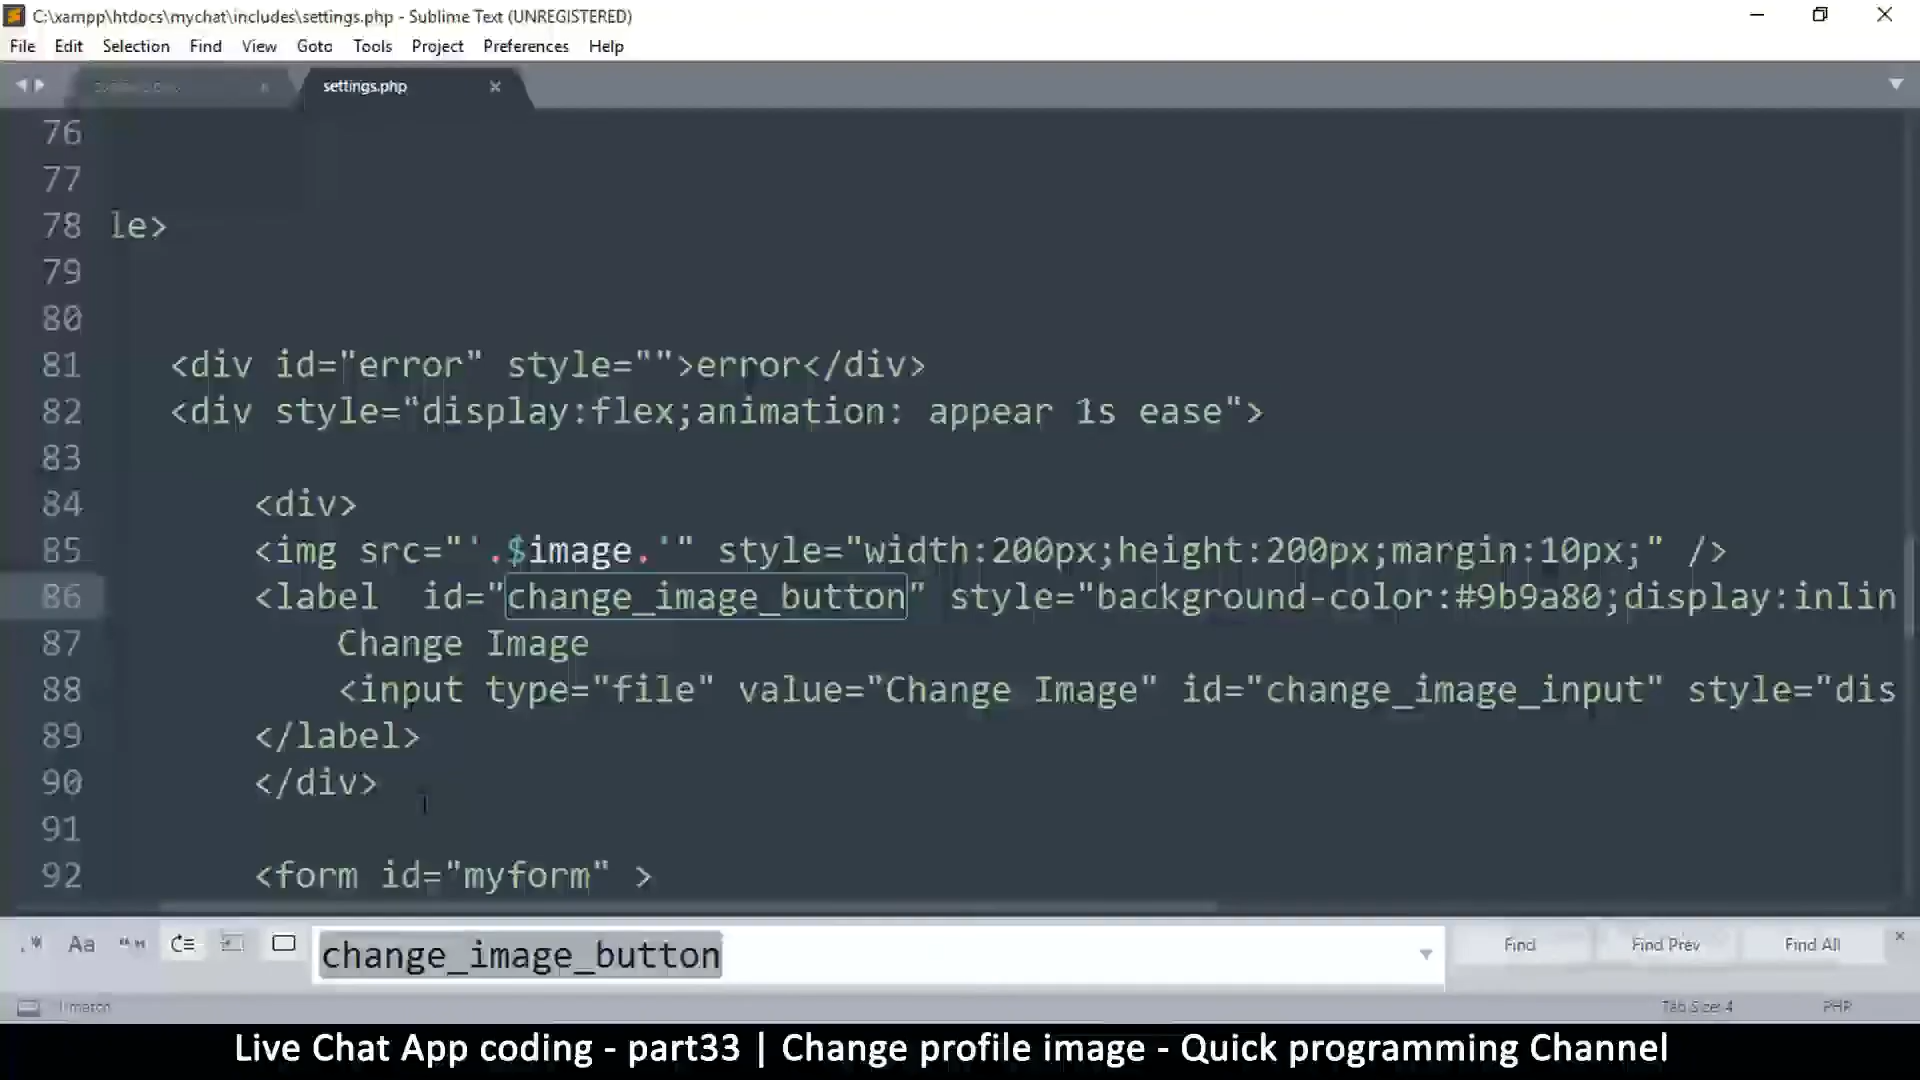 C:\xampp\htdocs\mychat\includes\settings.php - Sublime Text (UNREGISTERED)
File Edit Selection Find View Goto Tools Project Preferences Help
settings.php
76
77
78 le>
79
80
81 <div id="error" style="">error</div>
82 <div style="display:flex;animation: appear 1s ease">
83
84 <div>
85 <img src="'.$image.'" style="width:200px;height:200px;margin:10px;" />
86 <label  id="change_image_button" style="background-color:#9b9a80;display:inlin
87 Change Image
88 <input type="file" value="Change Image" id="change_image_input" style="dis
89 </label>
90 </div>
91
92 <form id="myform" >
.* Aa “” change_image_button Find Find Prev Find All
1 match Tab Size: 4 PHP
Live Chat App coding - part33 | Change profile image - Quick programming Channel